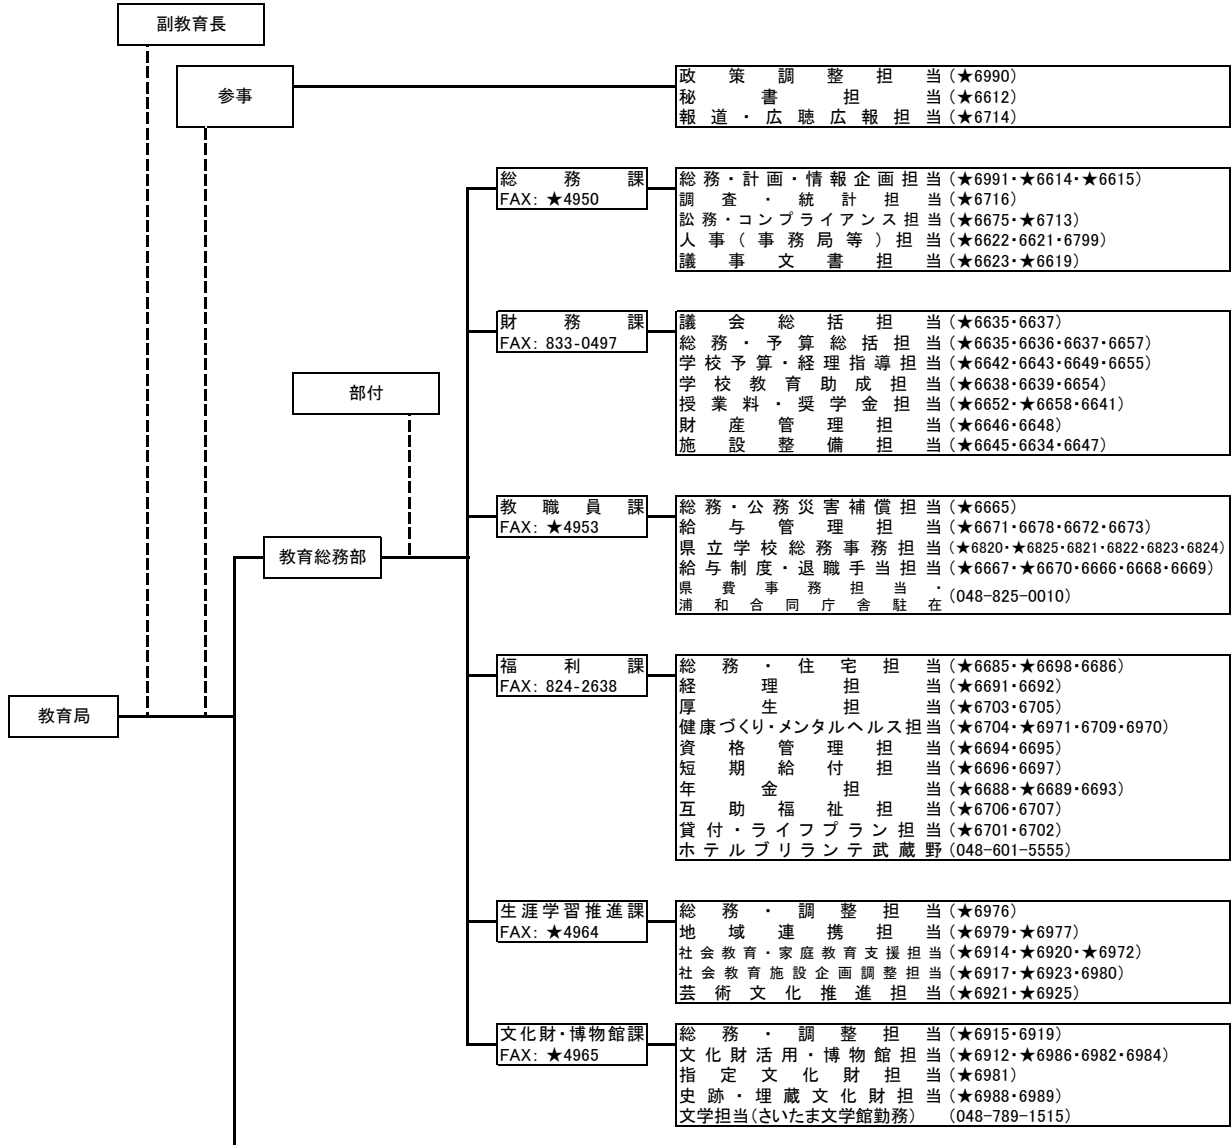 副教育長
参事
政策調整担当(★6990)
秘書担当(★6612)
報道・広聴広報担当(★6714)
総務課
FAX: ★4950
総務・計画・情報企画担当(★6991・★6614・★6615)
調査・統計担当(★6716)
訟務・コンプライアンス担当(★6675・★6713)
人事(事務局等)担当(★6622・6621・6799)
議事文書担当(★6623・★6619)
財務課
FAX: 833-0497
議会総括担当(★6635・6637)
総務・予算総括担当(★6635・6636・6637・6657)
学校予算・経理指導担当(★6642・6643・6649・6655)
学校教育助成担当(★6638・6639・6654)
授業料・奨学金担当(★6652・★6658・6641)
財産管理担当(★6646・6648)
施設整備担当(★6645・6634・6647)
部付
教職員課
FAX: ★4953
総務・公務災害補償担当(★6665)
給与管理担当(★6671・6678・6672・6673)
県立学校総務事務担当(★6820・★6825・6821・6822・6823・6824)
給与制度・退職手当担当(★6667・★6670・6666・6668・6669)
県費事務担当・
浦和合同庁舎駐在(048-825-0010)
教育総務部
福利課
FAX: 824-2638
総務・住宅担当(★6685・★6698・6686)
経理担当(★6691・6692)
厚生担当(★6703・6705)
健康づくり・メンタルヘルス担当(★6704・★6971・6709・6970)
資格管理担当(★6694・6695)
短期給付担当(★6696・6697)
年金担当(★6688・★6689・6693)
互助福祉担当(★6706・6707)
貸付・ライフプラン担当(★6701・6702)
ホテルブリランテ武蔵野(048-601-5555)
教育局
生涯学習推進課
FAX: ★4964
総務・調整担当(★6976)
地域連携担当(★6979・★6977)
社会教育・家庭教育支援担当(★6914・★6920・★6972)
社会教育施設企画調整担当(★6917・★6923・6980)
芸術文化推進担当(★6921・★6925)
文化財・博物館課
FAX: ★4965
総務・調整担当(★6915・6919)
文化財活用・博物館担当(★6912・★6986・6982・6984)
指定文化財担当(★6981)
史跡・埋蔵文化財担当(★6988・6989)
文学担当(さいたま文学館勤務) (048-789-1515)